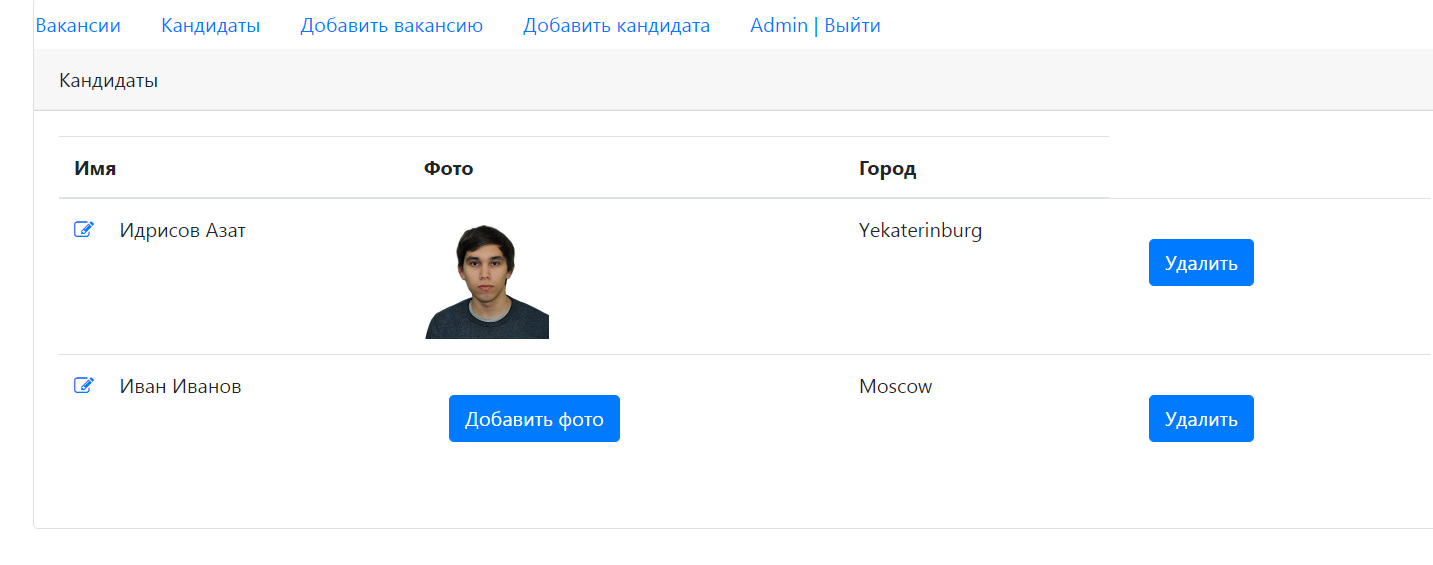 Вакансии Кандидаты Добавить вакансию Добавить кандидата Admin | Выйти
Кандидаты
Имя Фото Город
Идрисов Азат Yekaterinburg Удалить
Иван Иванов Добавить фото Moscow Удалить